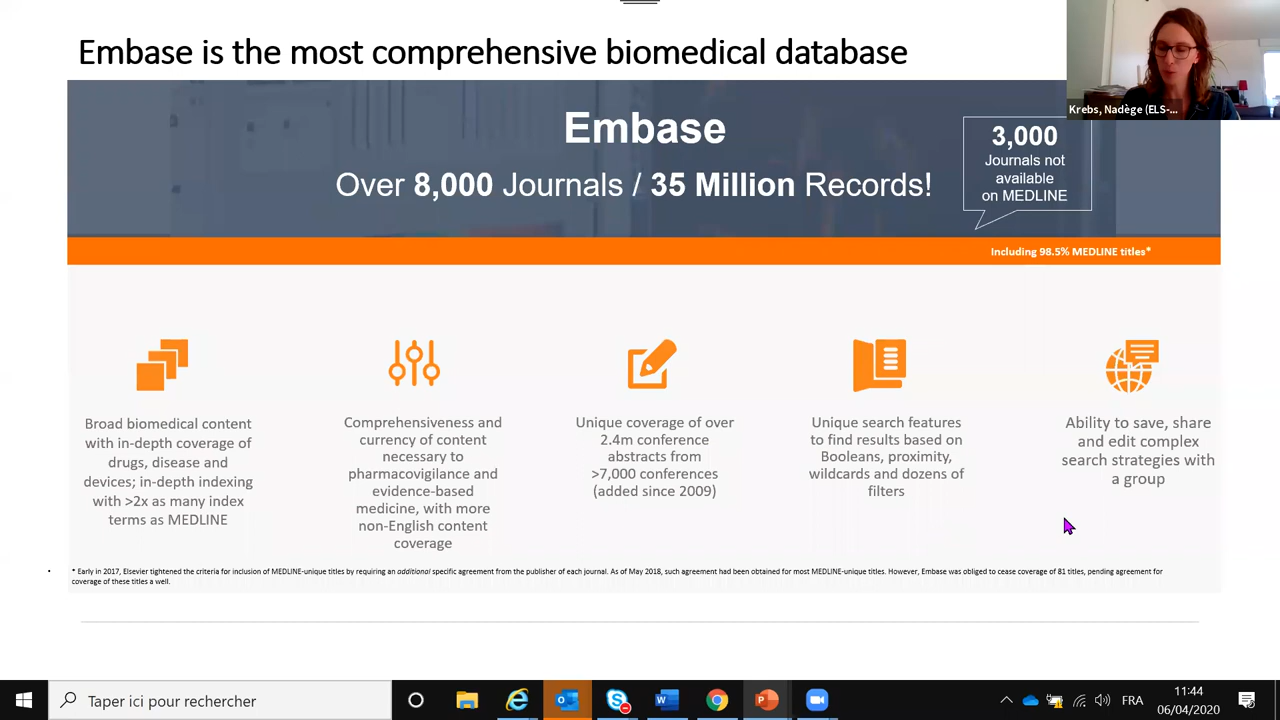 Embase is the most comprehensive biomedical database
Krebs, Nadège (ELS-...
Embase
Over 8,000 Journals / 35 Million Records!
3,000
Journals not
available
on MEDLINE
Including 98.5% MEDLINE titles*
Broad biomedical content
with in-depth coverage of
drugs, disease and
devices; in-depth indexing
with >2x as many index
terms as MEDLINE
Comprehensiveness and
currency of content
necessary to
pharmacovigilance and
evidence-based
medicine, with more
non-English content
coverage
Unique coverage of over
2.4m conference
abstracts from
>7,000 conferences
(added since 2009)
Unique search features
to find results based on
Booleans, proximity,
wildcards and dozens of
filters
Ability to save, share
and edit complex
search strategies with
a group
* Early in 2017, Elsevier tightened the criteria for inclusion of MEDLINE-unique titles by requiring an additional specific agreement from the publisher of each journal. As of May 2018, such agreement had been obtained for most MEDLINE-unique titles. However, Embase was obliged to cease coverage of 81 titles, pending agreement for
coverage of these titles a well.
Taper ici pour rechercher
FRA
11:44
06/04/2020